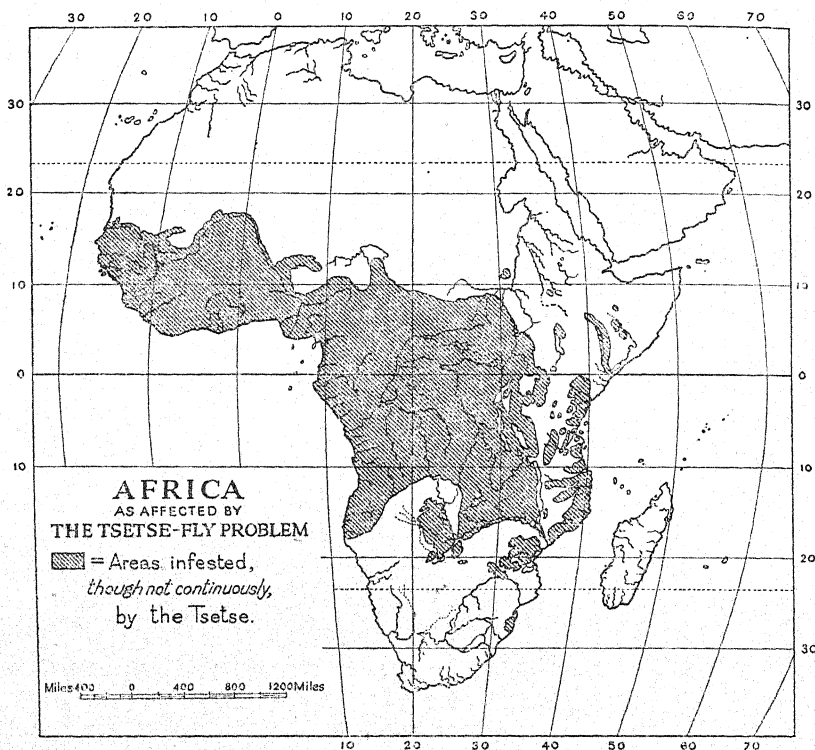 30 20 10 0 10 20 30 40 50 60 70
30 30
20 20
10 10
0 0
10 10
AFRICA
AS AFFECTED BY
THE TSETSE-FLY PROBLEM
= Areas infested,
though not continuously,
by the Tsetse.
20
30
Miles 400 0 400 800 1200 Miles
10 20 30 40 50 60 70